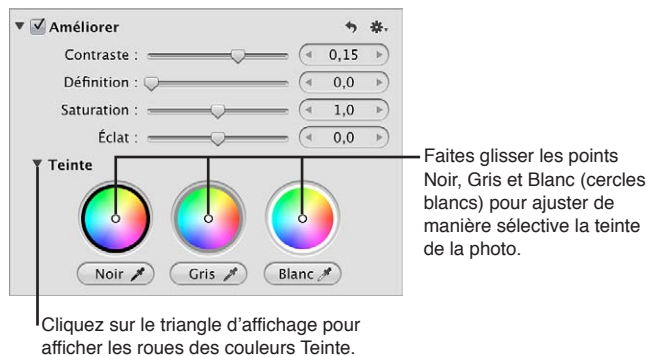 Améliorer
Contraste : 0,15
Définition : 0,0
Saturation : 1,0
Éclat : 0,0
Teinte
Noir Gris Blanc
Faites glisser les points
Noir, Gris et Blanc (cercles
blancs) pour ajuster de
manière sélective la teinte
de la photo.
Cliquez sur le triangle d’affichage pour
afficher les roues des couleurs Teinte.